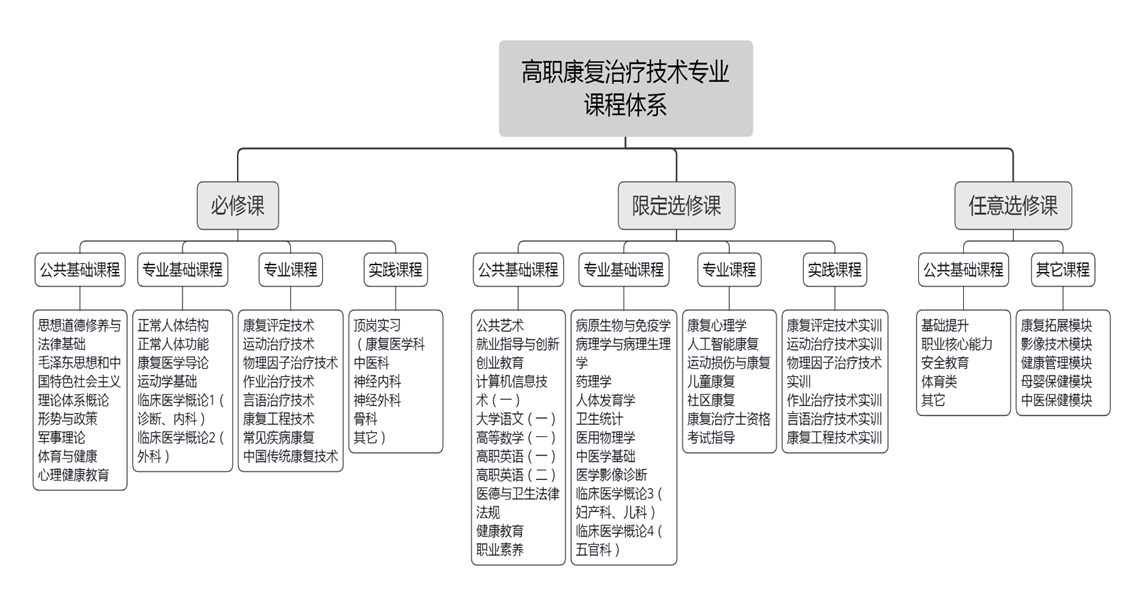 高职康复治疗技术专业
课程体系
必修课
限定选修课
任意选修课
公共基础课程
专业基础课程
专业课程
实践课程
公共基础课程
专业基础课程
专业课程
实践课程
公共基础课程
其它课程
思想道德修养与
法律基础
毛泽东思想和中
国特色社会主义
理论体系概论
形势与政策
军事理论
体育与健康
心理健康教育
正常人体结构
正常人体功能
康复医学导论
运动学基础
临床医学概论1（
诊断、内科）
临床医学概论2（
外科）
康复评定技术
运动治疗技术
物理因子治疗技术
作业治疗技术
言语治疗技术
康复工程技术
常见疾病康复
中国传统康复技术
顶岗实习
（康复医学科
中医科
神经内科
神经外科
骨科
其它）
公共艺术
就业指导与创新
创业教育
计算机信息技
术（一）
大学语文（一）
高等数学（一）
高职英语（一）
高职英语（二）
医德与卫生法律
法规
健康教育
职业素养
病原生物与免疫学
病理学与病理生理
学
药理学
人体发育学
卫生统计
医用物理学
中医学基础
医学影像诊断
临床医学概论3（
妇产科、儿科）
临床医学概论4（
五官科）
康复心理学
人工智能康复
运动损伤与康复
儿童康复
社区康复
康复治疗士资格
考试指导
康复评定技术实训
运动治疗技术实训
物理因子治疗技术
实训
作业治疗技术实训
言语治疗技术实训
康复工程技术实训
基础提升
职业核心能力
安全教育
体育类
其它
康复拓展模块
影像技术模块
健康管理模块
母婴保健模块
中医保健模块